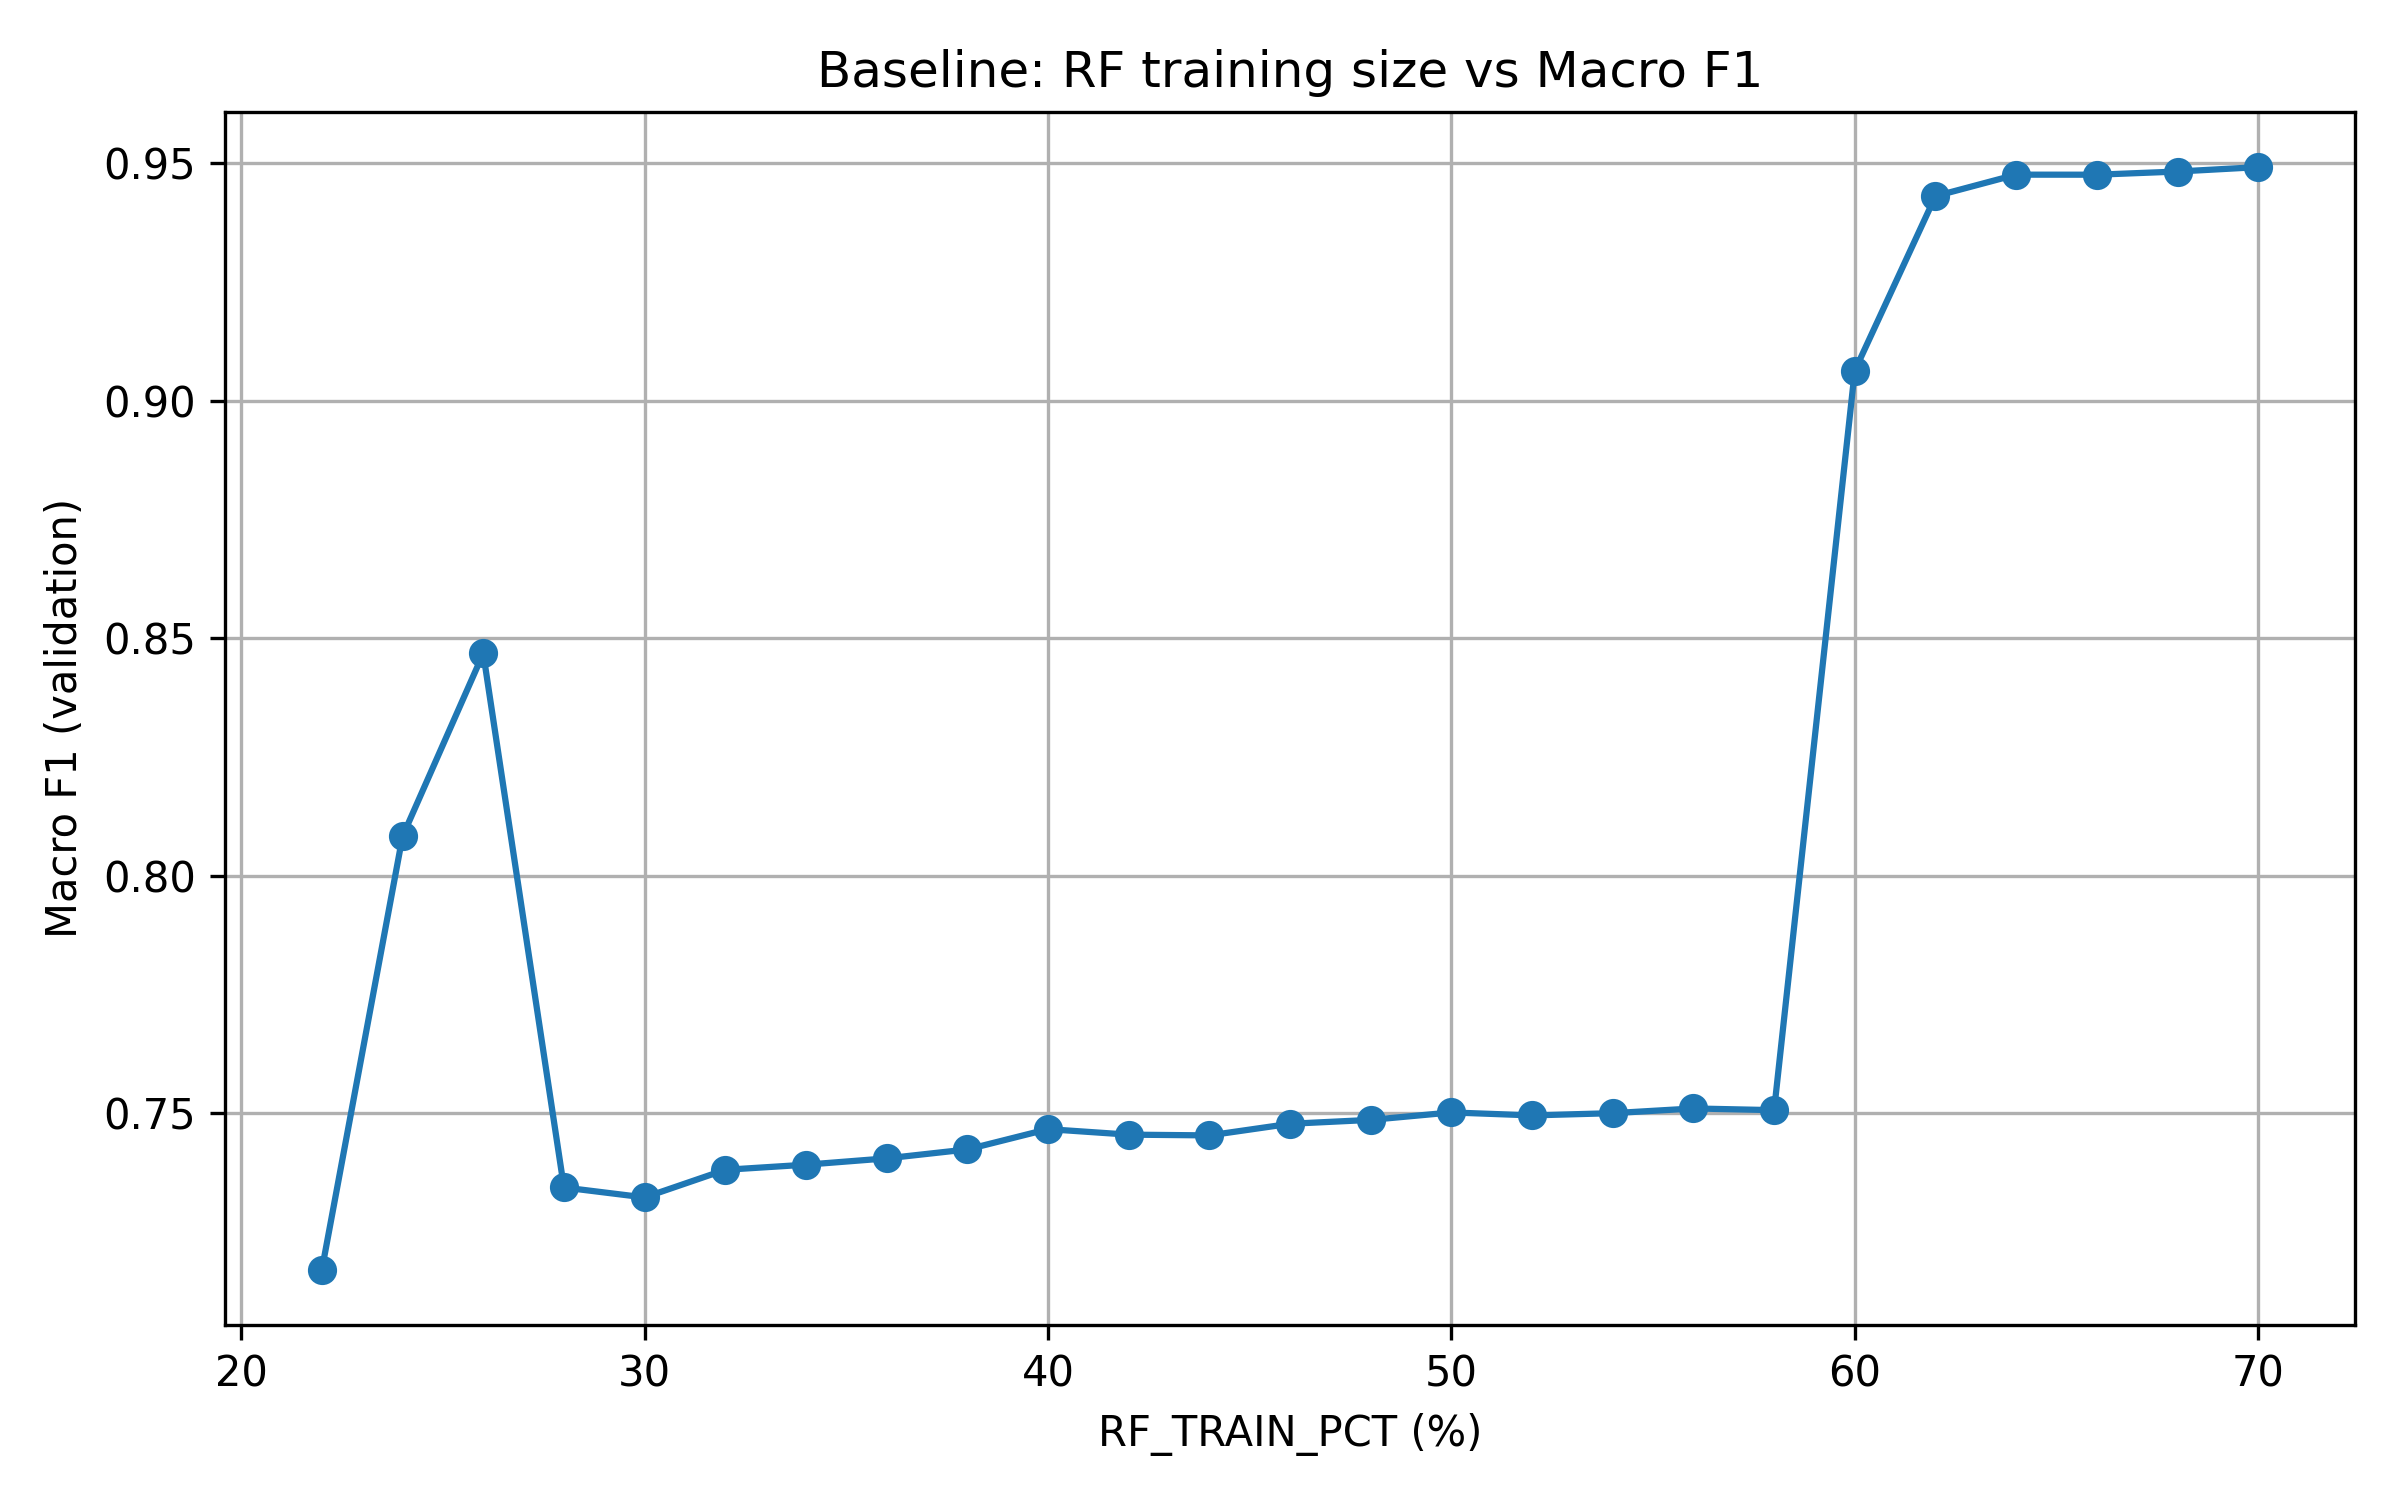 Baseline: RF training size vs Macro F1
0.95
0.90
0.85
0.80
0.75
Macro F1 (validation)
20 30 40 50 60 70
RF_TRAIN_PCT (%)